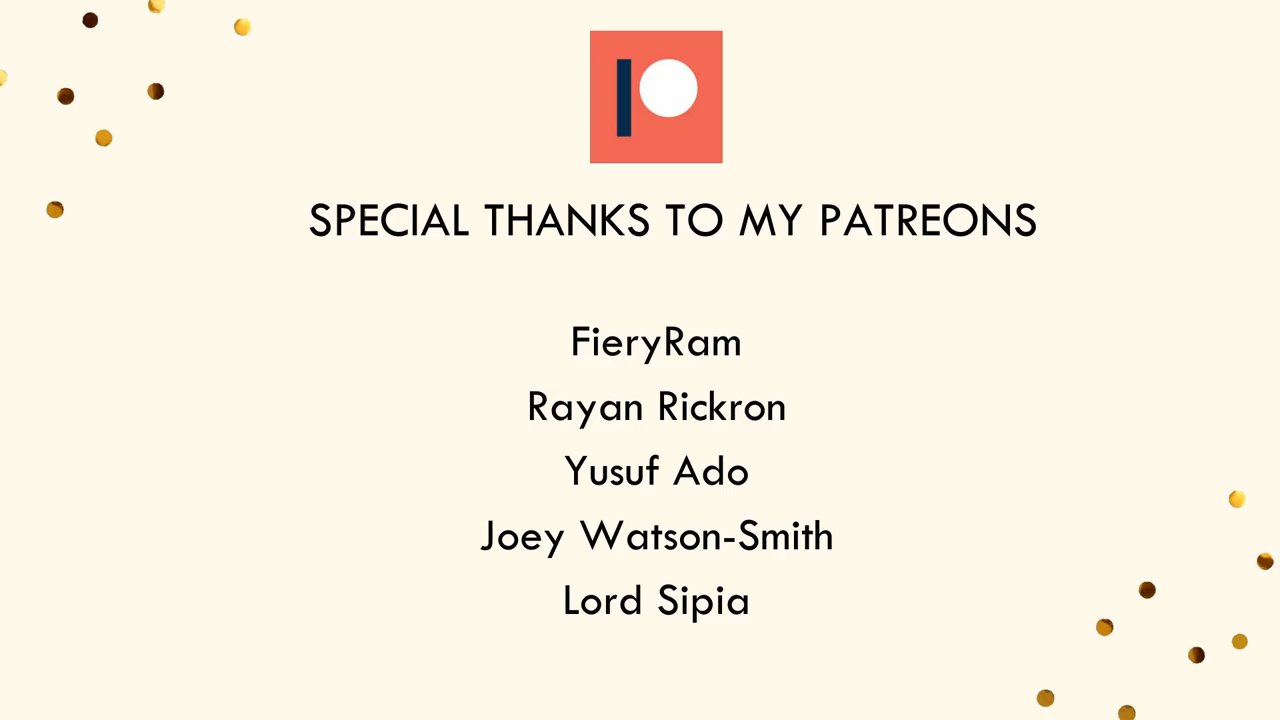 SPECIAL THANKS TO MY PATREONS
FieryRam
Rayan Rickron
Yusuf Ado
Joey Watson-Smith
Lord Sipia